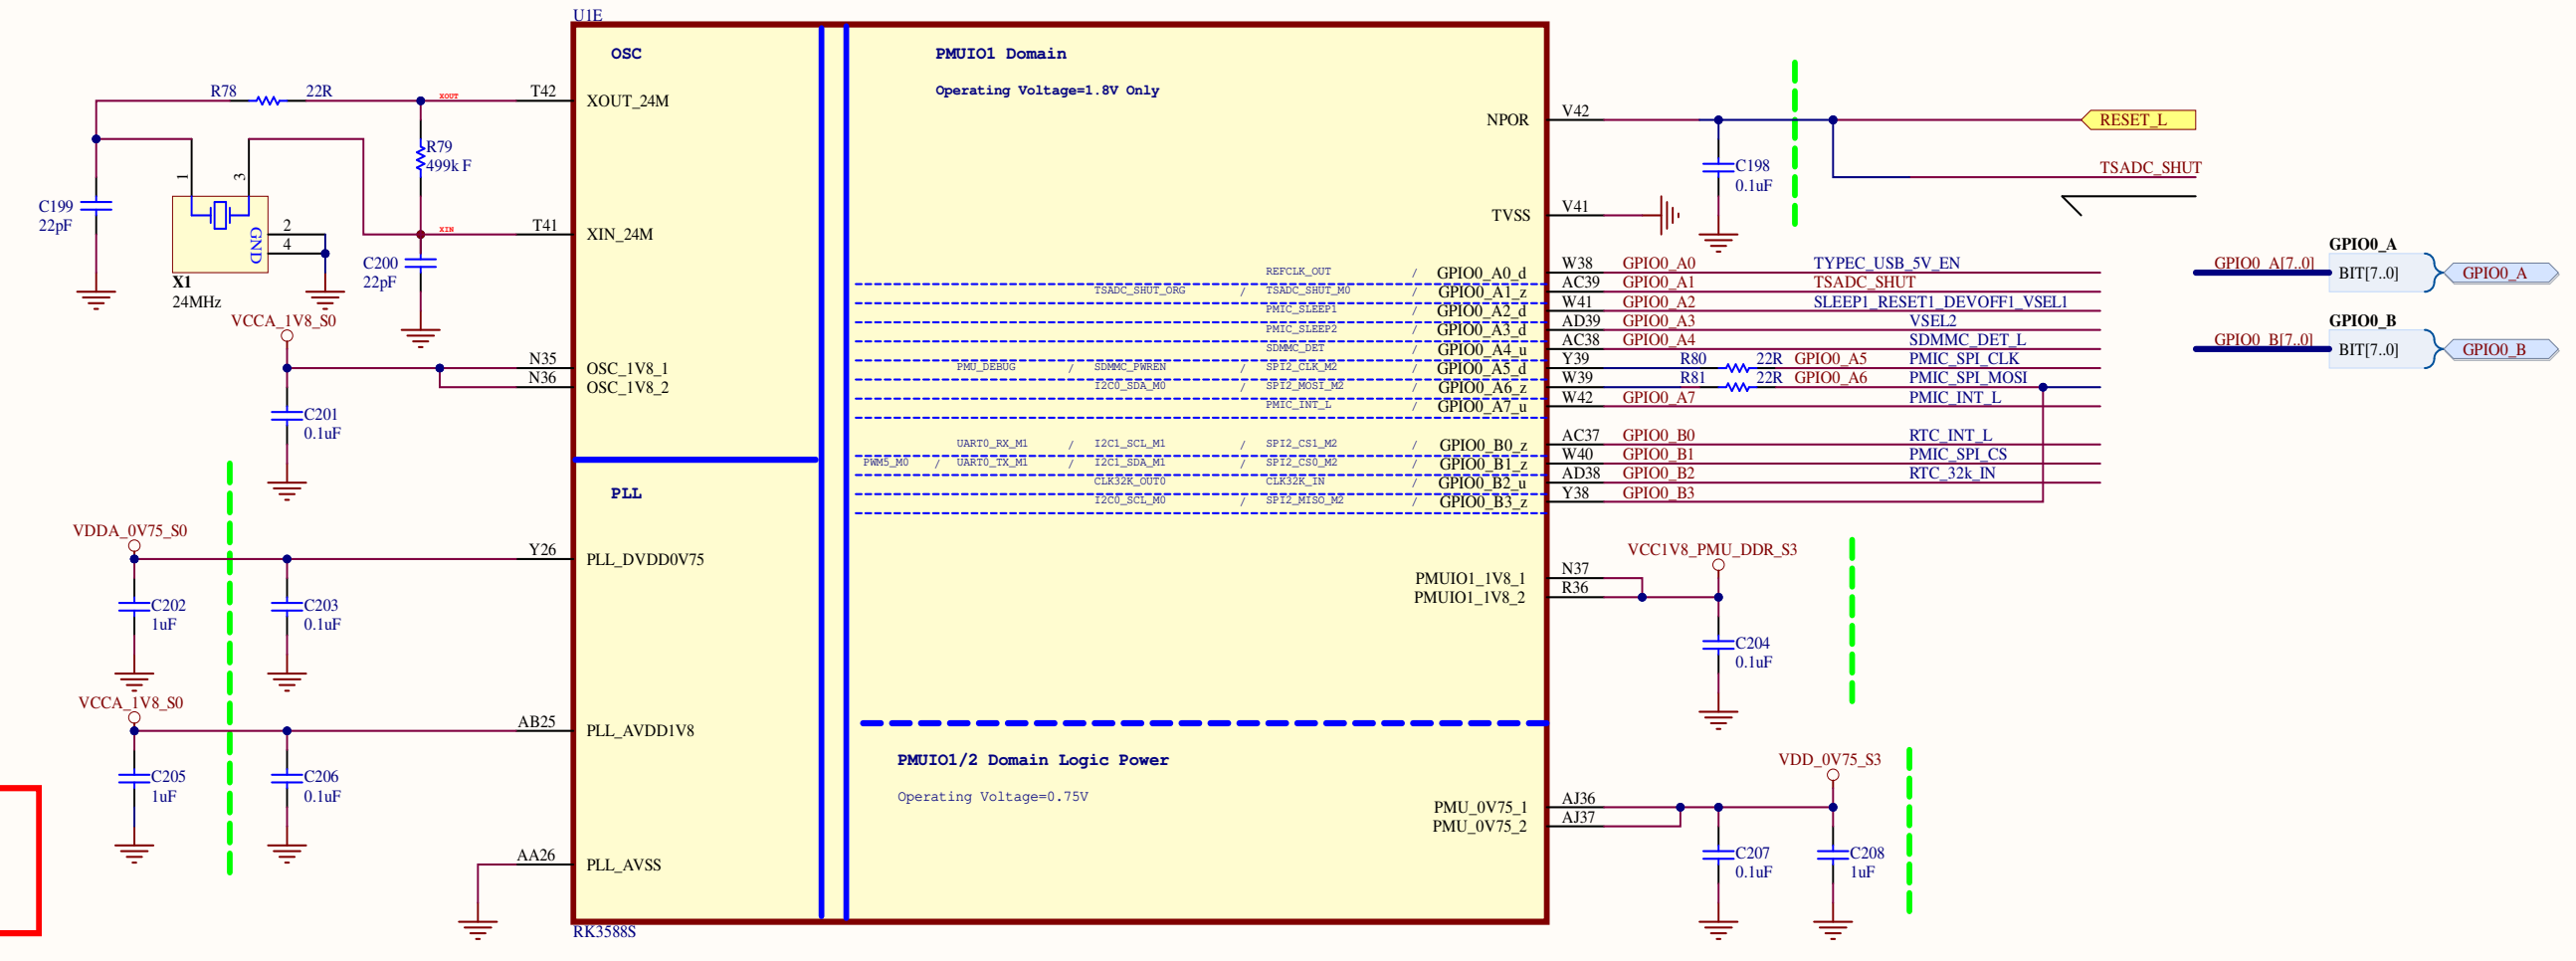 U1E
OSC
PMUIO1 Domain
Operating Voltage=1.8V Only
R78 22R XOUT T42 XOUT_24M
R79
499k F
C199
22pF
1
3
2
4
GND
X1
24MHz
XIN T41 XIN_24M
C200
22pF
VCCA_1V8_S0
N35 OSC_1V8_1
N36 OSC_1V8_2
C201
0.1uF
PLL
VDDA_0V75_S0
Y26 PLL_DVDD0V75
C202
1uF
C203
0.1uF
VCCA_1V8_S0
AB25 PLL_AVDD1V8
C205
1uF
C206
0.1uF
AA26 PLL_AVSS
RK3588S
NPOR V42 RESET_L
C198
0.1uF
TSADC_SHUT
TVSS V41
REFCLK_OUT / GPIO0_A0_d W38 GPIO0_A0 TYPEC_USB_5V_EN
TSADC_SHUT_ORG / TSADC_SHUT_M0 / GPIO0_A1_z AC39 GPIO0_A1 TSADC_SHUT
PMIC_SLEEP1 / GPIO0_A2_d W41 GPIO0_A2 SLEEP1_RESET1_DEVOFF1_VSEL1
PMIC_SLEEP2 / GPIO0_A3_d AD39 GPIO0_A3 VSEL2
SDMMC_DET / GPIO0_A4_u AC38 GPIO0_A4 SDMMC_DET_L
PMU_DEBUG / SDMMC_PWREN / SPI2_CLK_M2 / GPIO0_A5_d Y39 R80 22R GPIO0_A5 PMIC_SPI_CLK
I2C0_SDA_M0 / SPI2_MOSI_M2 / GPIO0_A6_z W39 R81 22R GPIO0_A6 PMIC_SPI_MOSI
PMIC_INT_L / GPIO0_A7_u W42 GPIO0_A7 PMIC_INT_L
UART0_RX_M1 / I2C1_SCL_M1 / SPI2_CS1_M2 / GPIO0_B0_z AC37 GPIO0_B0 RTC_INT_L
PWM5_M0 / UART0_TX_M1 / I2C1_SDA_M1 / SPI2_CS0_M2 / GPIO0_B1_z W40 GPIO0_B1 PMIC_SPI_CS
CLK32K_OUT0 CLK32K_IN / GPIO0_B2_u AD38 GPIO0_B2 RTC_32k_IN
I2C0_SCL_M0 / SPI2_MISO_M2 / GPIO0_B3_z Y38 GPIO0_B3
VCC1V8_PMU_DDR_S3
PMUIO1_1V8_1 N37
PMUIO1_1V8_2 R36
C204
0.1uF
PMUIO1/2 Domain Logic Power
Operating Voltage=0.75V
VDD_0V75_S3
PMU_0V75_1 AJ36
PMU_0V75_2 AJ37
C207
0.1uF
C208
1uF
GPIO0_A
GPIO0_A[7..0] BIT[7..0] GPIO0_A
GPIO0_B
GPIO0_B[7..0] BIT[7..0] GPIO0_B